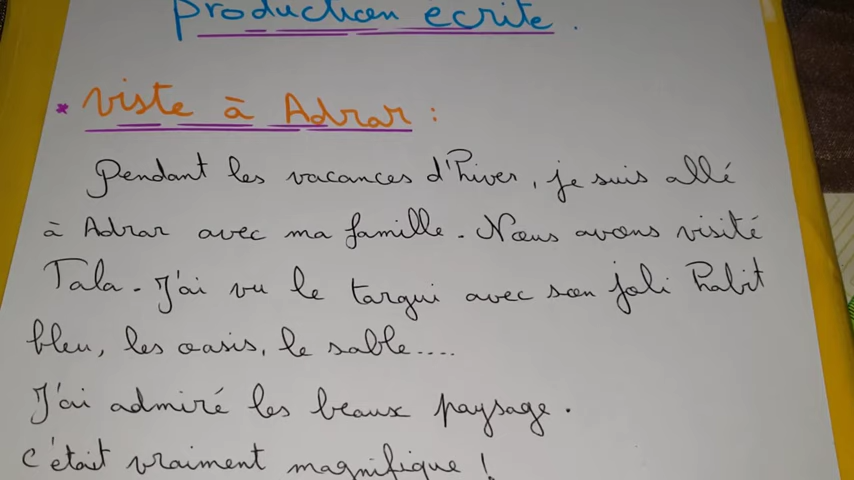 production écrite.
* viste à Adrar :
Pendant les vacances d'hiver, je suis allé
à Adrar avec ma famille. Nous avons visité
Tala. J'ai vu le targui avec son joli habit
bleu, les oasis, le sable....
J'ai admiré les beaux paysage.
c'était vraiment magnifique !